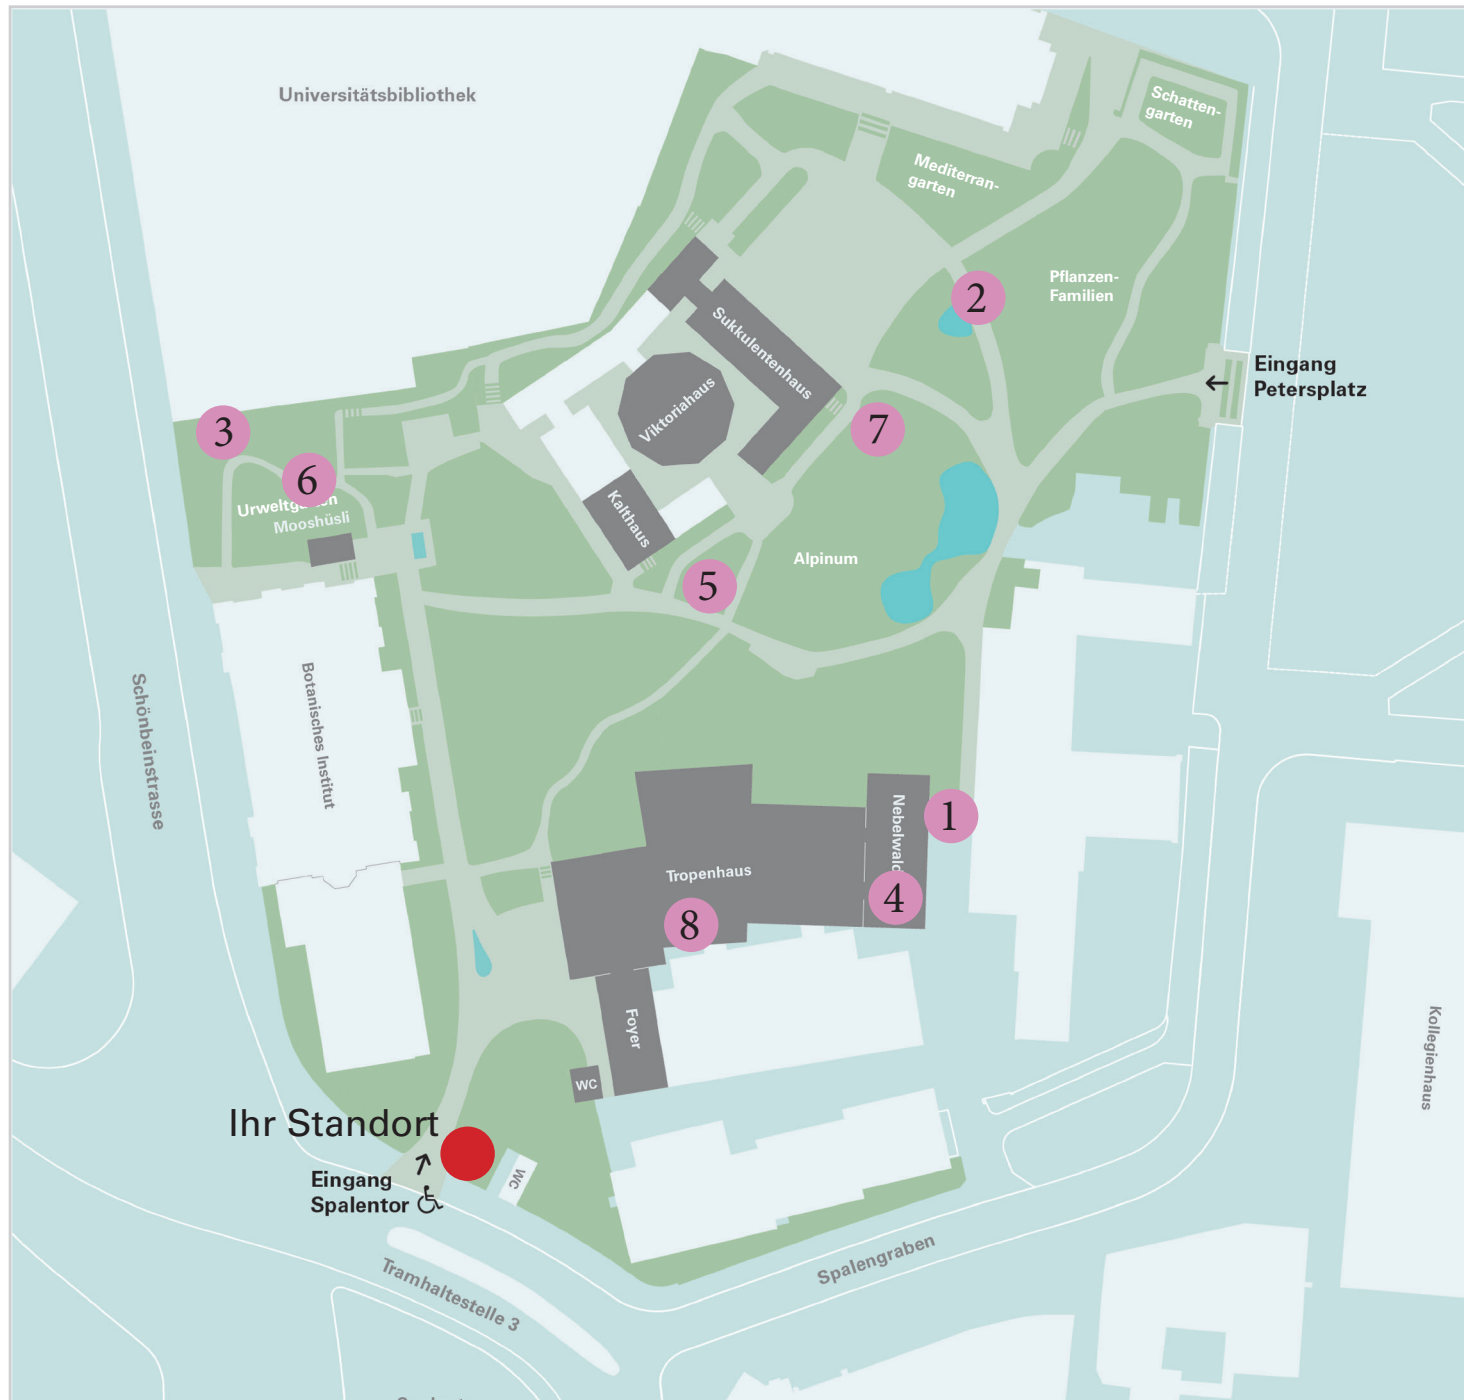 Universitätsbibliothek
Schatten-
garten
Mediterran-
garten
Pflanzen-
Familien
2
Sukkulentenhaus
Viktoriahaus
Eingang
Petersplatz
3
7
6
Urweltgarten
Mooshüsli
Kalthaus
Alpinum
5
Botanisches Institut
Schönbeinstrasse
Nebelwald
1
Tropenhaus
4
8
Foyer
Kollegienhaus
WC
Ihr Standort
Eingang
Spalentor
WC
Spalengraben
Tramhaltestelle 3